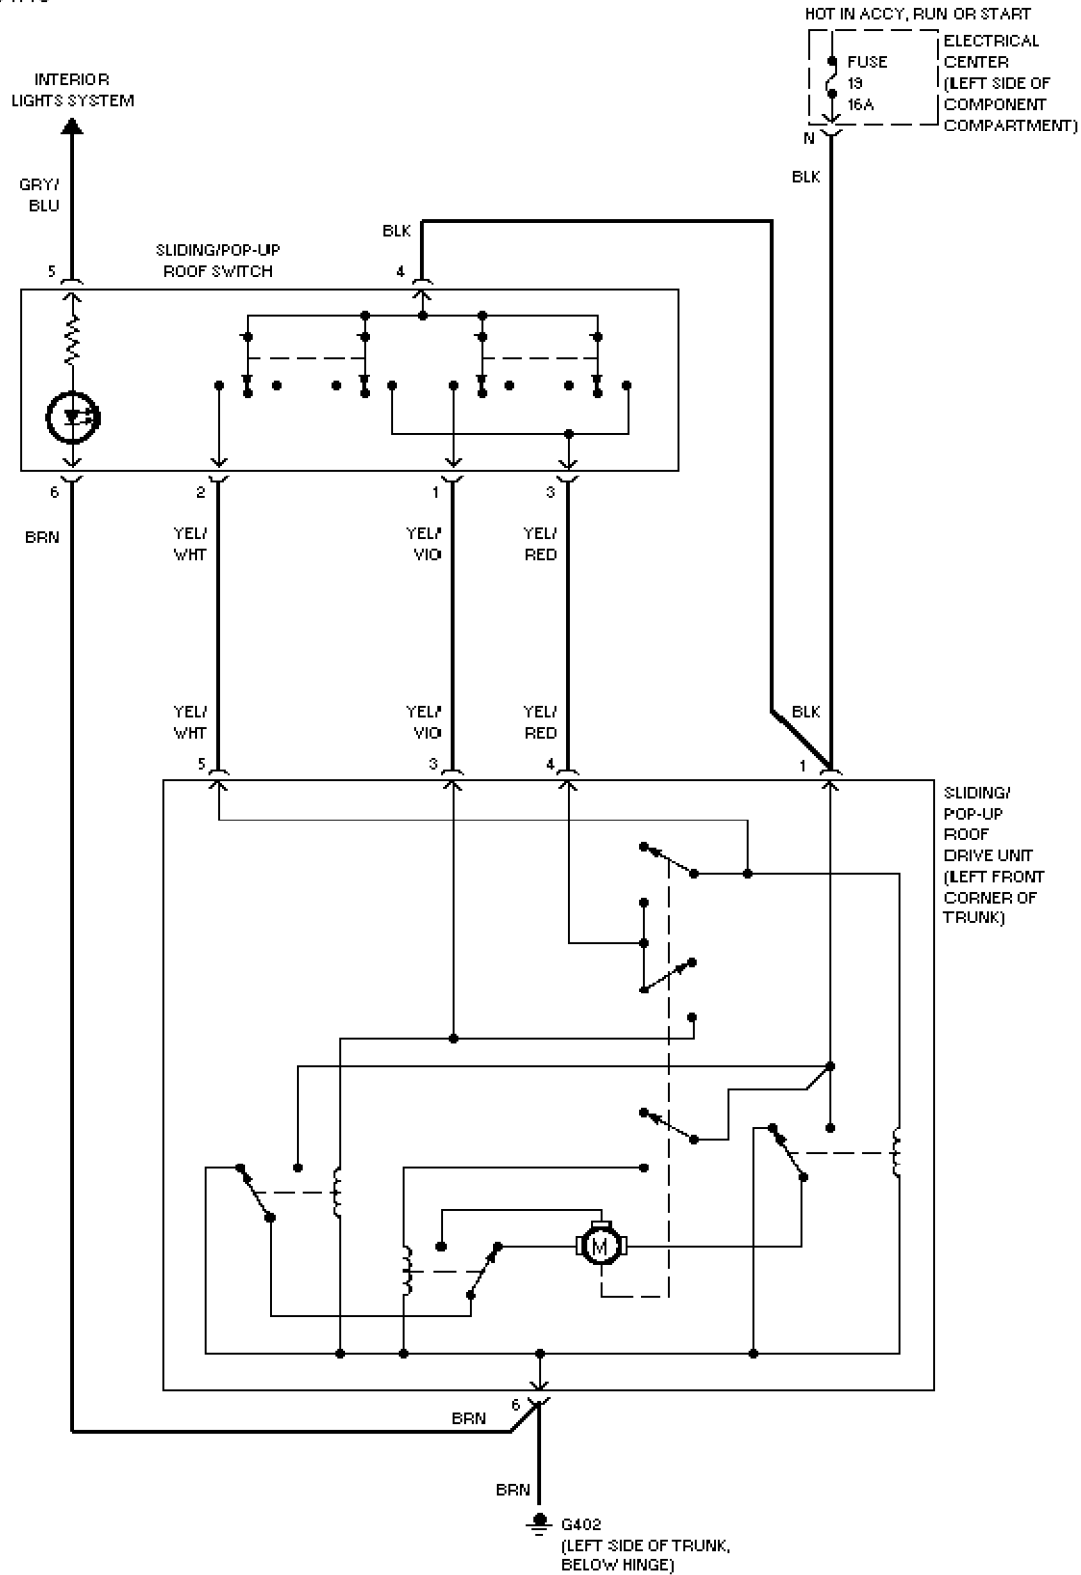 HOT IN ACCY, RUN OR START
ELECTRICAL
CENTER
(LEFT SIDE OF
COMPONENT
COMPARTMENT)
FUSE
19
16A
N
BLK
INTERIOR
LIGHTS SYSTEM
GRY/
BLU
SLIDING/POP-UP
ROOF SWITCH
BLK
5
4
6
2
1
3
BRN
YEL/
WHT
YEL/
VIO
YEL/
RED
YEL/
WHT
YEL/
VIO
YEL/
RED
BLK
5
3
4
1
SLIDING/
POP-UP
ROOF
DRIVE UNIT
(LEFT FRONT
CORNER OF
TRUNK)
M
6
BRN
BRN
G402
(LEFT SIDE OF TRUNK,
BELOW HINGE)